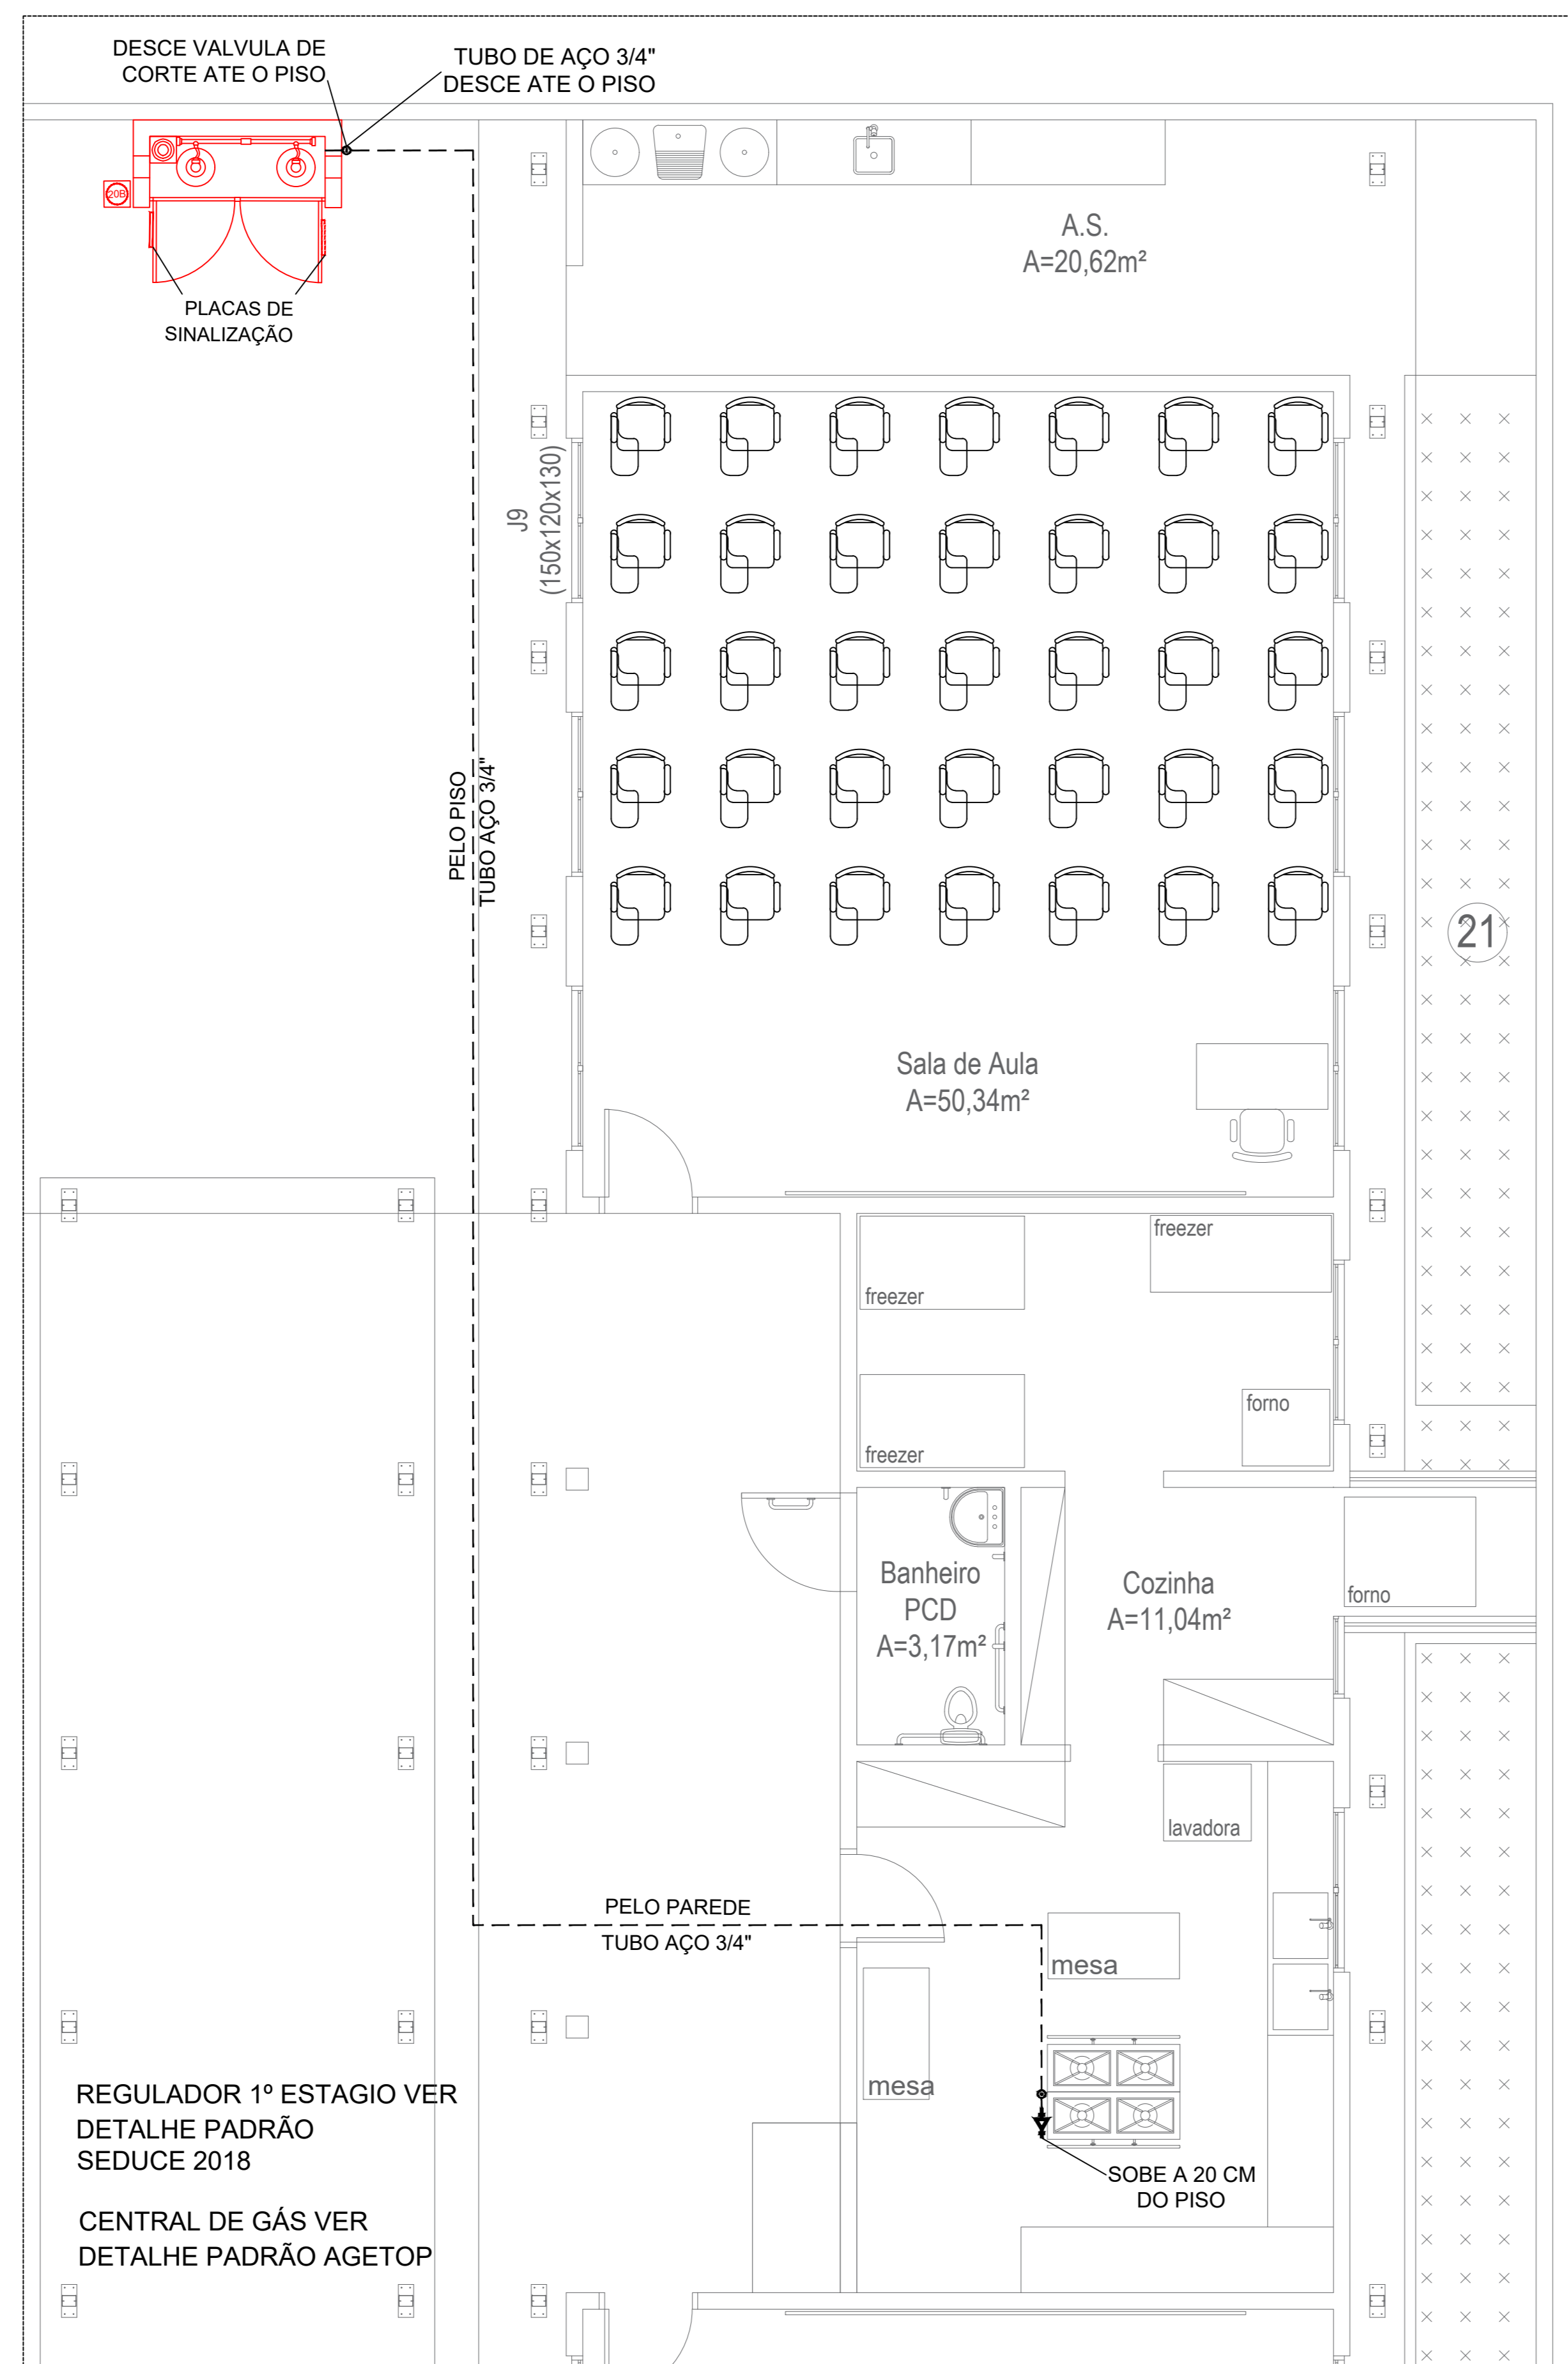 DESCE VALVULA DE
CORTE ATE O PISO
TUBO DE AÇO 3/4"
DESCE ATE O PISO
20B
PLACAS DE
SINALIZAÇÃO
A.S.
A=20,62m²
J9
(150x120x130)
PELO PISO
TUBO AÇO 3/4"
21
Sala de Aula
A=50,34m²
freezer
freezer
forno
freezer
Banheiro
PCD
A=3,17m²
Cozinha
A=11,04m²
forno
lavadora
PELO PAREDE
TUBO AÇO 3/4"
mesa
mesa
REGULADOR 1º ESTAGIO VER
DETALHE PADRÃO
SEDUCE 2018
SOBE A 20 CM
DO PISO
CENTRAL DE GÁS VER
DETALHE PADRÃO AGETOP